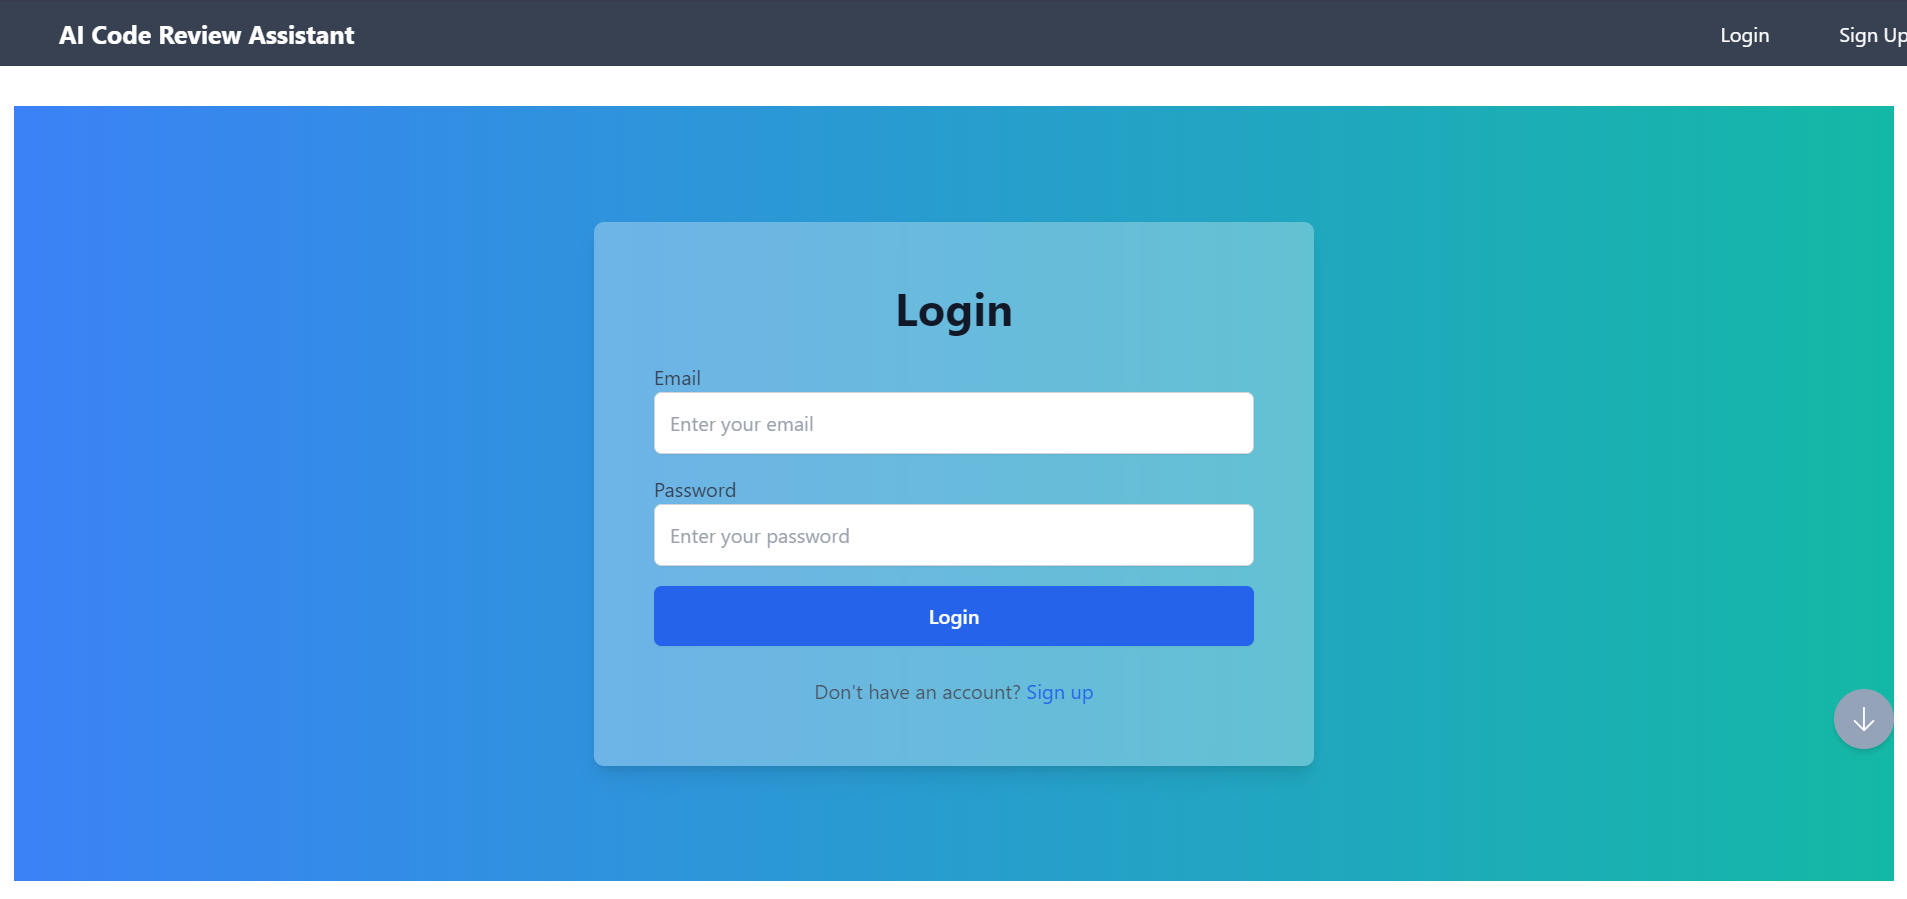 AI Code Review Assistant
Login
Sign Up
Login
Email
Enter your email
Password
Enter your password
Login
Don't have an account? Sign up